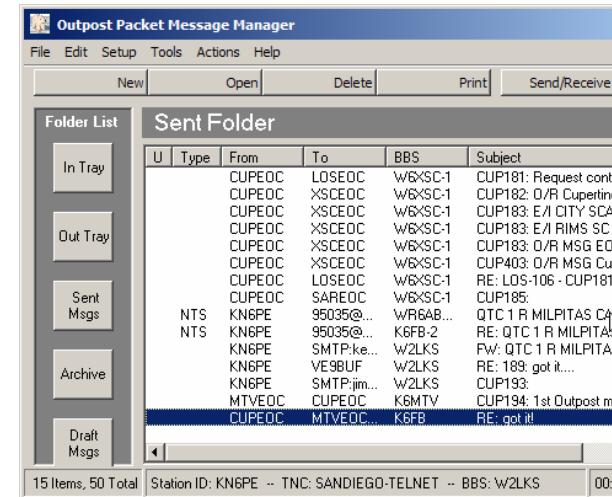 Outpost Packet Message Manager
File Edit Setup Tools Actions Help
New Open Delete Print Send/Receive
Folder List Sent Folder
In Tray
Out Tray
Sent
Msgs
Archive
Draft
Msgs
U Type From To BBS Subject
CUPEOC LOSEOC W6XSC-1 CUP181: Request cont
CUPEOC XSCEOC W6XSC-1 CUP182: O/R Cupertin
CUPEOC XSCEOC W6XSC-1 CUP183: E/I CITY SCA
CUPEOC XSCEOC W6XSC-1 CUP183: E/I RIMS SC
CUPEOC XSCEOC W6XSC-1 CUP183: O/R MSG EO
CUPEOC XSCEOC W6XSC-1 CUP403: O/R MSG Cu
CUPEOC LOSEOC W6XSC-1 RE: LOS-106 - CUP181
CUPEOC SAREOC W6XSC-1 CUP185:
NTS KN6PE 95035@... WR6AB... QTC 1 R MILPITAS CA
NTS KN6PE 95035@... K6FB-2 RE: QTC 1 R MILPITAS
KN6PE SMTP:ke... W2LKS FW: QTC 1 R MILPITA
KN6PE VE9BUF W2LKS RE: 189: got it....
KN6PE SMTP:jim... W2LKS CUP193:
MTVEOC CUPEOC K6MTV CUP194: 1st Outpost m
CUPEOC MTVEOC... K6FB RE: got it!
15 Items, 50 Total Station ID: KN6PE -- TNC: SANDIEGO-TELNET -- BBS: W2LKS 00: